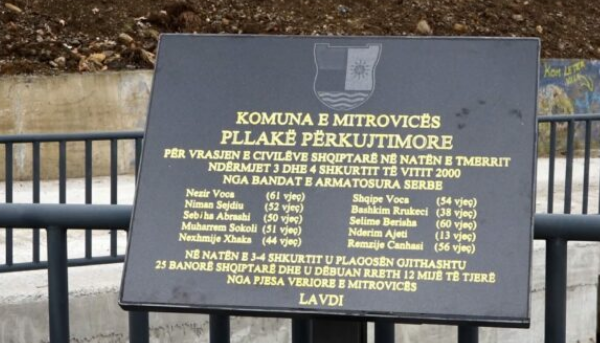 KOMUNA E MITROVICËS
PLLAKË PËRKUJTIMORE
PËR VRASJEN E CIVILËVE SHQIPTARË NË NATËN E TMERRIT
NDËRMJET 3 DHE 4 SHKURTIT TË VITIT 2000
NGA BANDAT E ARMATOSURA SERBE
Nezir Voca (61 vjeç)
Niman Sejdiu (52 vjeç)
Sebiha Abrashi (50 vjeç)
Muharrem Sokoli (51 vjeç)
Nexhmije Xhaka (44 vjeç)
Shqipe Voca (54 vjeç)
Bashkim Rrukeci (38 vjeç)
Selime Berisha (60 vjeç)
Nderim Ajeti (13 vjeç)
Remzije Canhasi (56 vjeç)
NË NATËN E 3-4 SHKURTIT U PLAGOSËN GJITHASHTU
25 BANORË SHQIPTARË DHE U DËBUAN RRETH 12 MIJË TË TJERË
NGA PJESA VERIORE E MITROVICËS
LAVDI